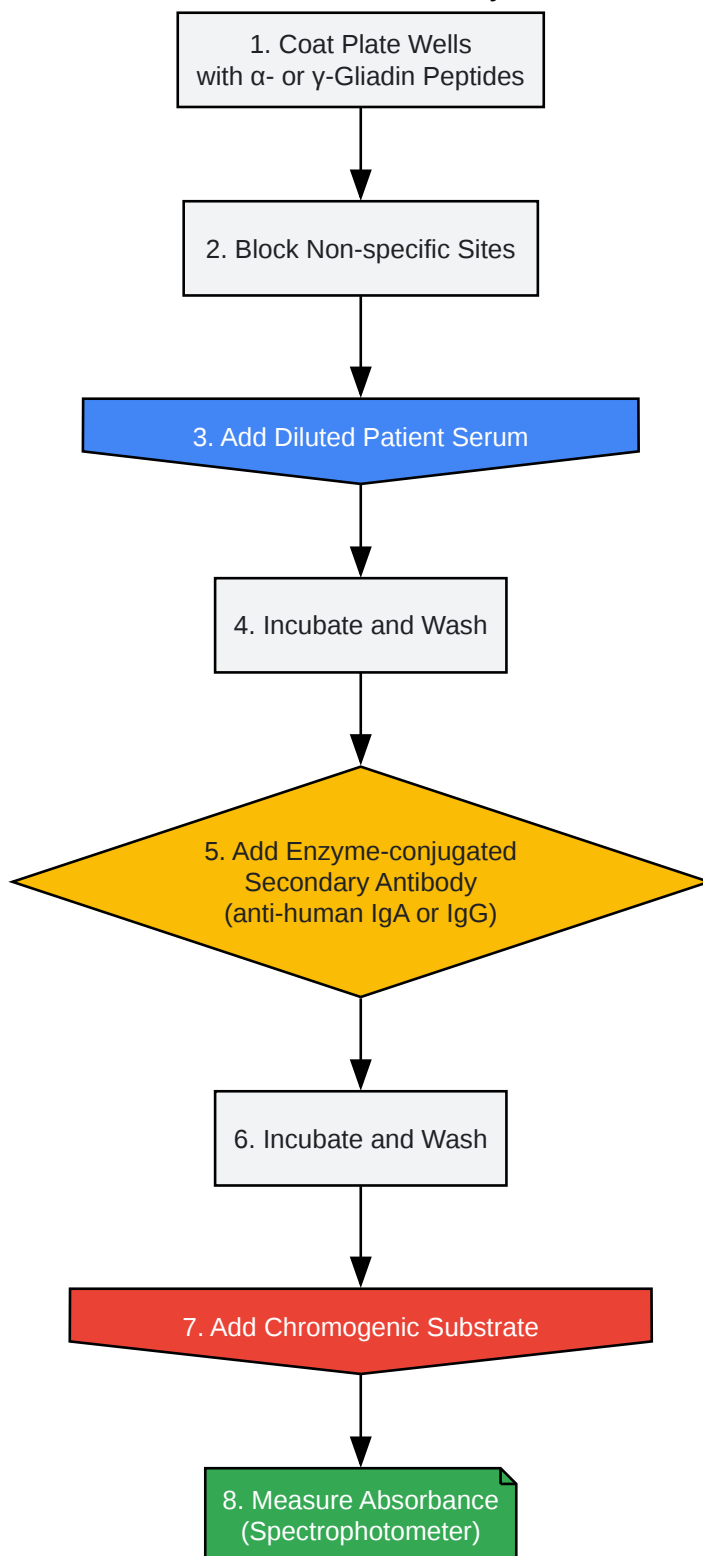 1. Coat Plate Wells
with α- or γ-Gliadin Peptides
2. Block Non-specific Sites
3. Add Diluted Patient Serum
4. Incubate and Wash
5. Add Enzyme-conjugated
Secondary Antibody
(anti-human IgA or IgG)
6. Incubate and Wash
7. Add Chromogenic Substrate
8. Measure Absorbance
(Spectrophotometer)